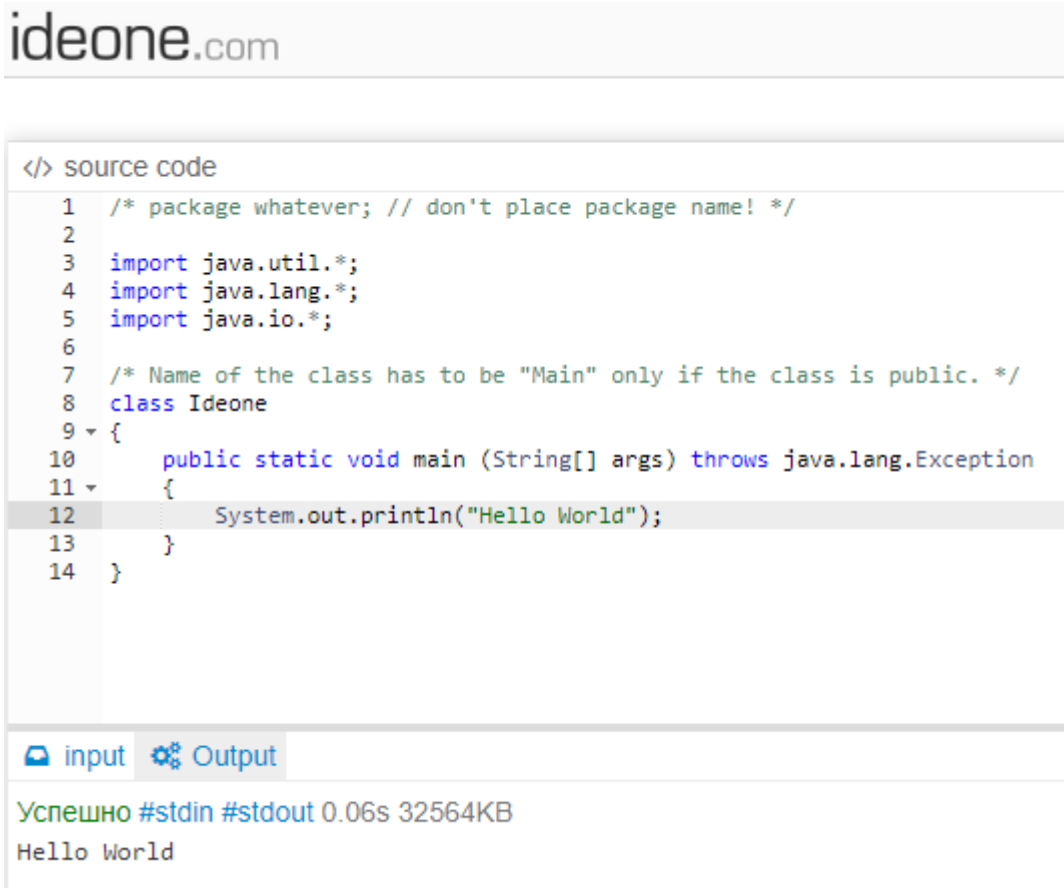 ideone.com
</> source code
1 /* package whatever; // don't place package name! */
2
3 import java.util.*;
4 import java.lang.*;
5 import java.io.*;
6
7 /* Name of the class has to be "Main" only if the class is public. */
8 class Ideone
9 {
10 public static void main (String[] args) throws java.lang.Exception
11 {
12 System.out.println("Hello World");
13 }
14 }
input Output
Успешно #stdin #stdout 0.06s 32564KB
Hello World